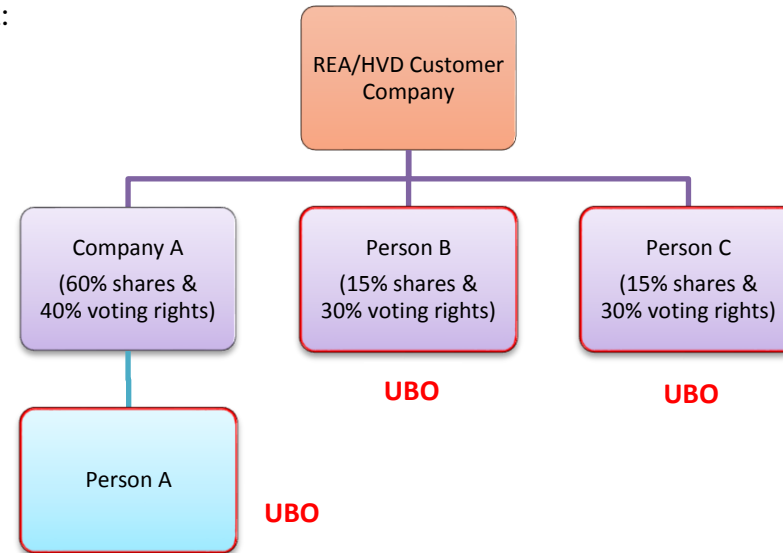 :
REA/HVD Customer
Company
Company A
(60% shares &
40% voting rights)
Person B
(15% shares &
30% voting rights)
Person C
(15% shares &
30% voting rights)
UBO
UBO
Person A
UBO